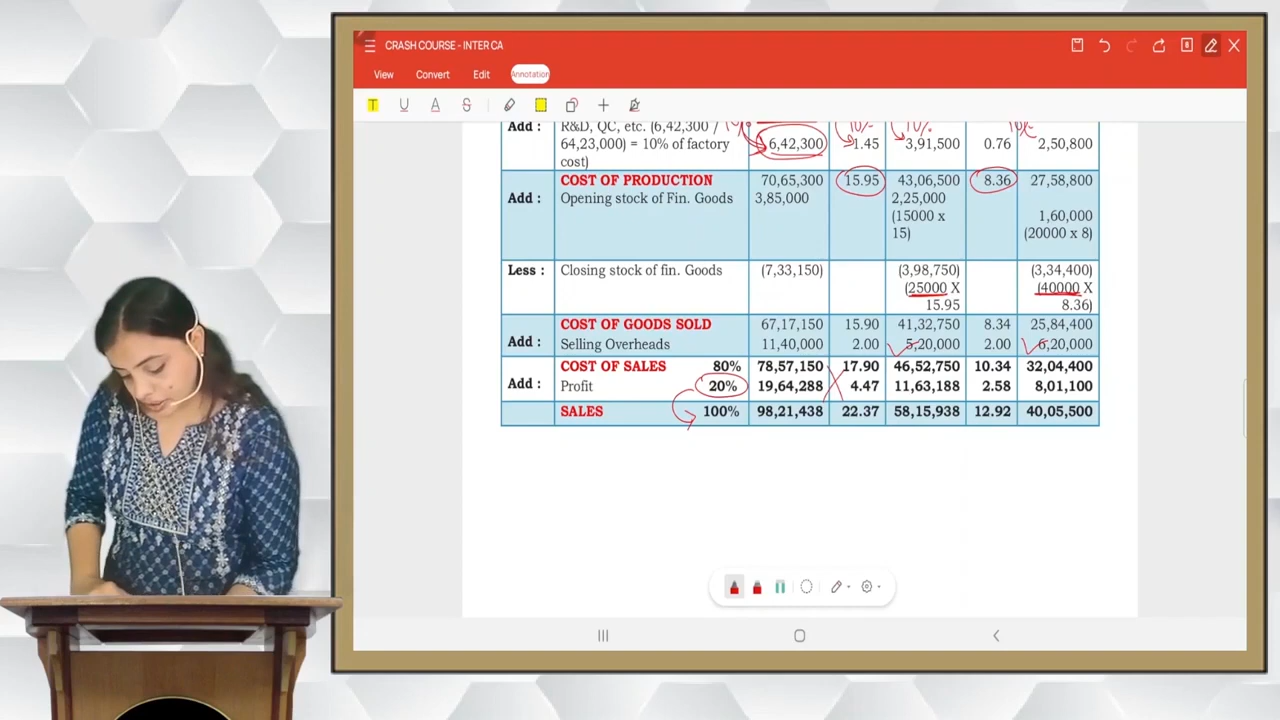 CRASH COURSE - INTER CA
View Convert Edit Annotation
Add : R&D, QC, etc. (6,42,300 / 10% 10% 10% 10%
64,23,000) = 10% of factory 6,42,300 1.45 3,91,500 0.76 2,50,800
cost)
COST OF PRODUCTION 70,65,300 15.95 43,06,500 8.36 27,58,800
Add : Opening stock of Fin. Goods 3,85,000 2,25,000
(15000 x 1,60,000
15) (20000 x 8)
Less : Closing stock of fin. Goods (7,33,150) (3,98,750) (3,34,400)
(25000 X (40000 X
15.95 8.36)
COST OF GOODS SOLD 67,17,150 15.90 41,32,750 8.34 25,84,400
Add : Selling Overheads 11,40,000 2.00 5,20,000 2.00 6,20,000
COST OF SALES 80% 78,57,150 17.90 46,52,750 10.34 32,04,400
Add : Profit 20% 19,64,288 4.47 11,63,188 2.58 8,01,100
SALES 100% 98,21,438 22.37 58,15,938 12.92 40,05,500